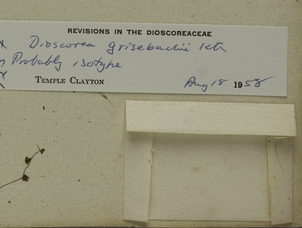 REVISIONS IN THE DIOSCOREACEAE
Dioscorea grisebachii Kth
Probably isotype
TEMPLE CLAYTON Aug 18 1958